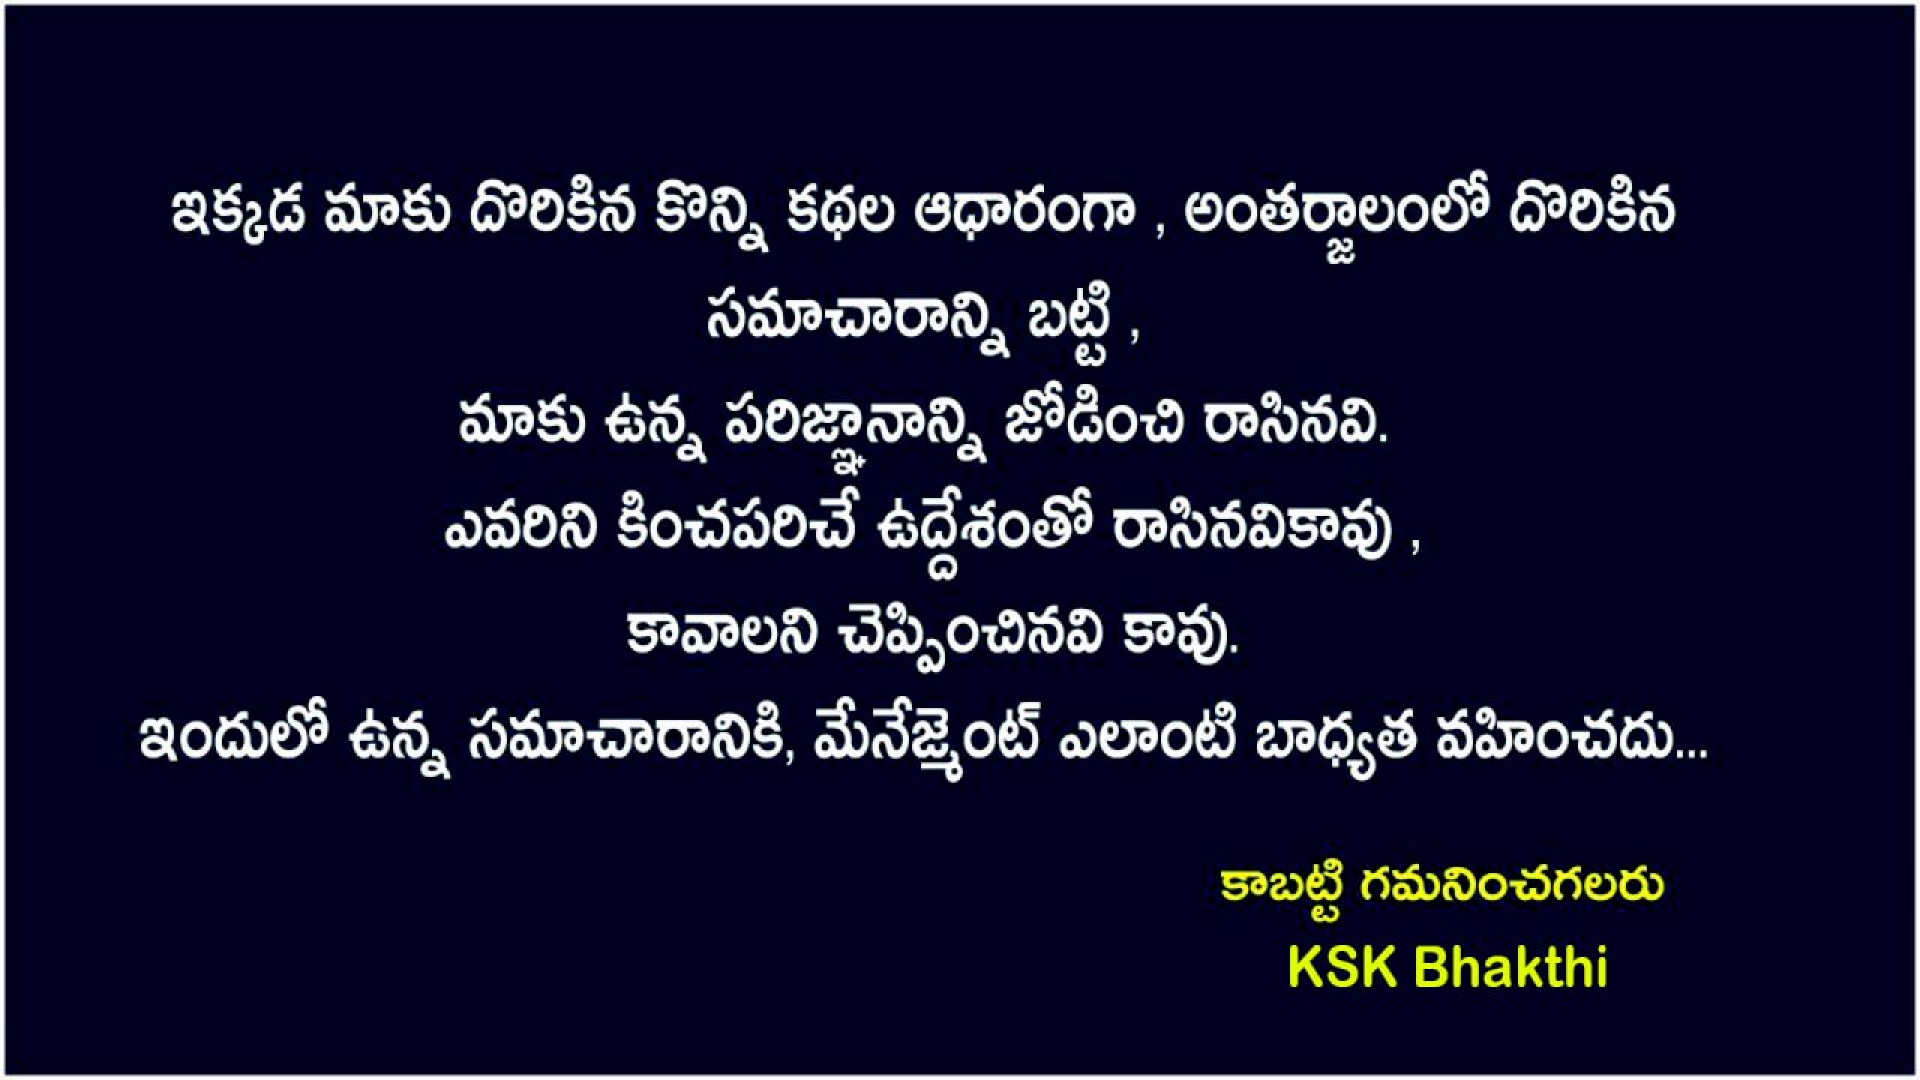 ఇక్కడ మాకు దొరికిన కొన్ని కథల ఆధారంగా , అంతర్జాలంలో దొరికిన
సమాచారాన్ని బట్టి ,
మాకు ఉన్న పరిజ్ఞానాన్ని జోడించి రాసినవి.
ఎవరిని కించపరిచే ఉద్దేశంతో రాసినవికావు ,
కావాలని చెప్పించినవి కావు.
ఇందులో ఉన్న సమాచారానికి, మేనేజ్మెంట్ ఎలాంటి బాధ్యత వహించదు...
కాబట్టి గమనించగలరు
KSK Bhakthi